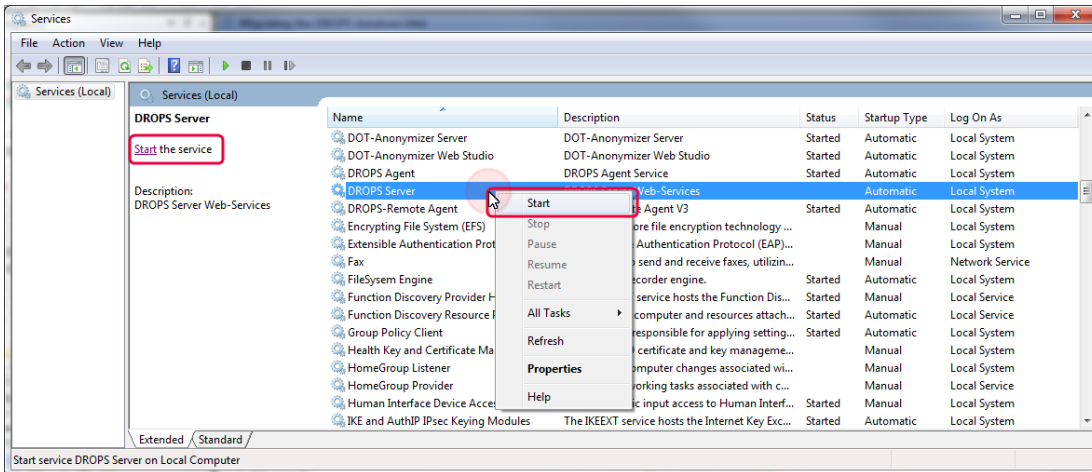 Services
File Action View Help
Services (Local)
Services (Local)
DROPS Server
Start the service
Description:
DROPS Server Web-Services
Name Description Status Startup Type Log On As
DOT-Anonymizer Server DOT-Anonymizer Server Started Automatic Local System
DOT-Anonymizer Web Studio DOT-Anonymizer Web Studio Started Automatic Local System
DROPS Agent DROPS Agent Service Started Automatic Local System
DROPS Server Web-Services Automatic Local System
DROPS-Remote Agent Agent V3 Started Automatic Local System
Encrypting File System (EFS) ore file encryption technology ... Manual Local System
Extensible Authentication Prot Authentication Protocol (EAP)... Manual Local System
Fax send and receive faxes, utilizin... Manual Network Service
FileSysem Engine ecorder engine. Started Automatic Local System
Function Discovery Provider H service hosts the Function Dis... Started Manual Local Service
Function Discovery Resource computer and resources attach... Started Manual Local Service
Group Policy Client responsible for applying setting... Started Automatic Local System
Health Key and Certificate Ma certificate and key manageme... Manual Local System
HomeGroup Listener omputer changes associated wi... Manual Local System
HomeGroup Provider orking tasks associated with c... Manual Local Service
Human Interface Device Acces ic input access to Human Interf... Started Manual Local System
IKE and AuthIP IPsec Keying Modules The IKEEXT service hosts the Internet Key Exc... Started Automatic Local System
Start
Stop
Pause
Resume
Restart
All Tasks
Refresh
Properties
Help
Extended Standard
Start service DROPS Server on Local Computer